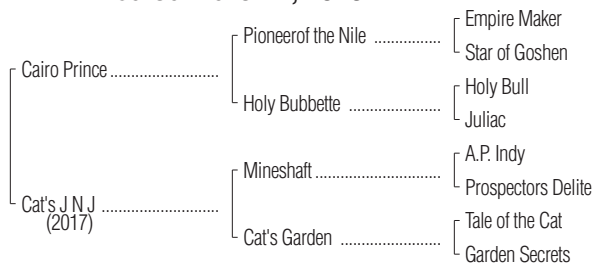 Empire Maker
Pioneerof the Nile ................
Star of Goshen
Cairo Prince ..........................
Holy Bull
Holy Bubbette ......................
Juliac
A.P. Indy
Mineshaft ..............................
Prospectors Delite
Cat's J N J ............................
(2017)
Tale of the Cat
Cat's Garden ........................
Garden Secrets